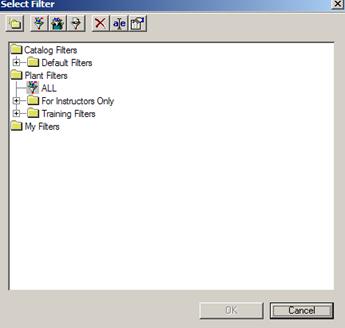 Select Filter
a|e
Catalog Filters
Default Filters
Plant Filters
ALL
For Instructors Only
Training Filters
My Filters
OK
Cancel